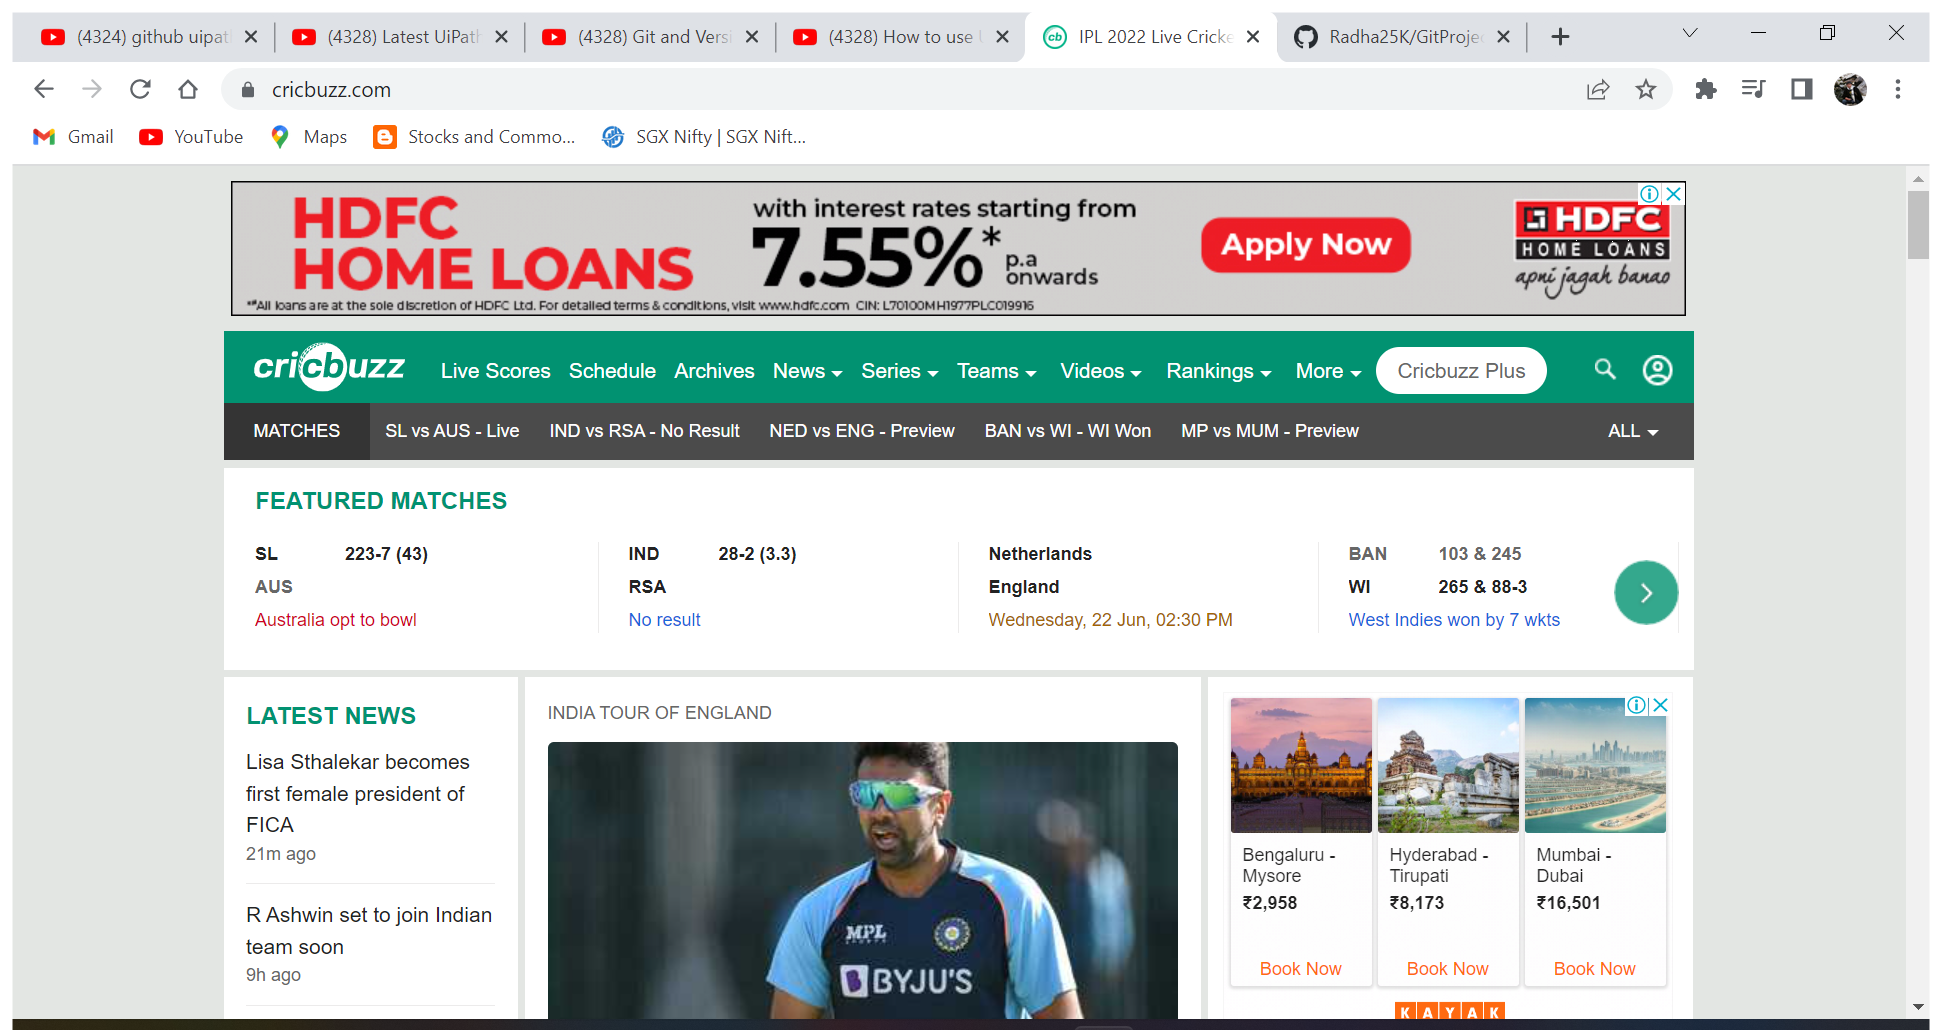 (4324) github uipat
(4328) Latest UiPath
(4328) Git and Versi
(4328) How to use
IPL 2022 Live Cricke
Radha25K/GitProjec
cricbuzz.com
Gmail
YouTube
Maps
Stocks and Commo...
SGX Nifty | SGX Nift...
HDFC
HOME LOANS
with interest rates starting from
7.55%*
p.a
onwards
Apply Now
HDFC
HOME LOANS
apni jagah banao
*#All loans are at the sole discretion of HDFC Ltd. For detailed terms & conditions, visit www.hdfc.com CIN: L70100MH1977PLC019916
cricbuzz
Live Scores Schedule Archives News Series Teams Videos Rankings More Cricbuzz Plus
MATCHES SL vs AUS - Live IND vs RSA - No Result NED vs ENG - Preview BAN vs WI - WI Won MP vs MUM - Preview ALL
FEATURED MATCHES
SL 223-7 (43)
AUS
Australia opt to bowl
IND 28-2 (3.3)
RSA
No result
Netherlands
England
Wednesday, 22 Jun, 02:30 PM
BAN 103 & 245
WI 265 & 88-3
West Indies won by 7 wkts
LATEST NEWS
Lisa Sthalekar becomes
first female president of
FICA
21m ago
R Ashwin set to join Indian
team soon
9h ago
INDIA TOUR OF ENGLAND
MPL
SPORTS
BYJU'S
Bengaluru -
Mysore
₹2,958
Book Now
Hyderabad -
Tirupati
₹8,173
Book Now
Mumbai -
Dubai
₹16,501
Book Now
KAYAK